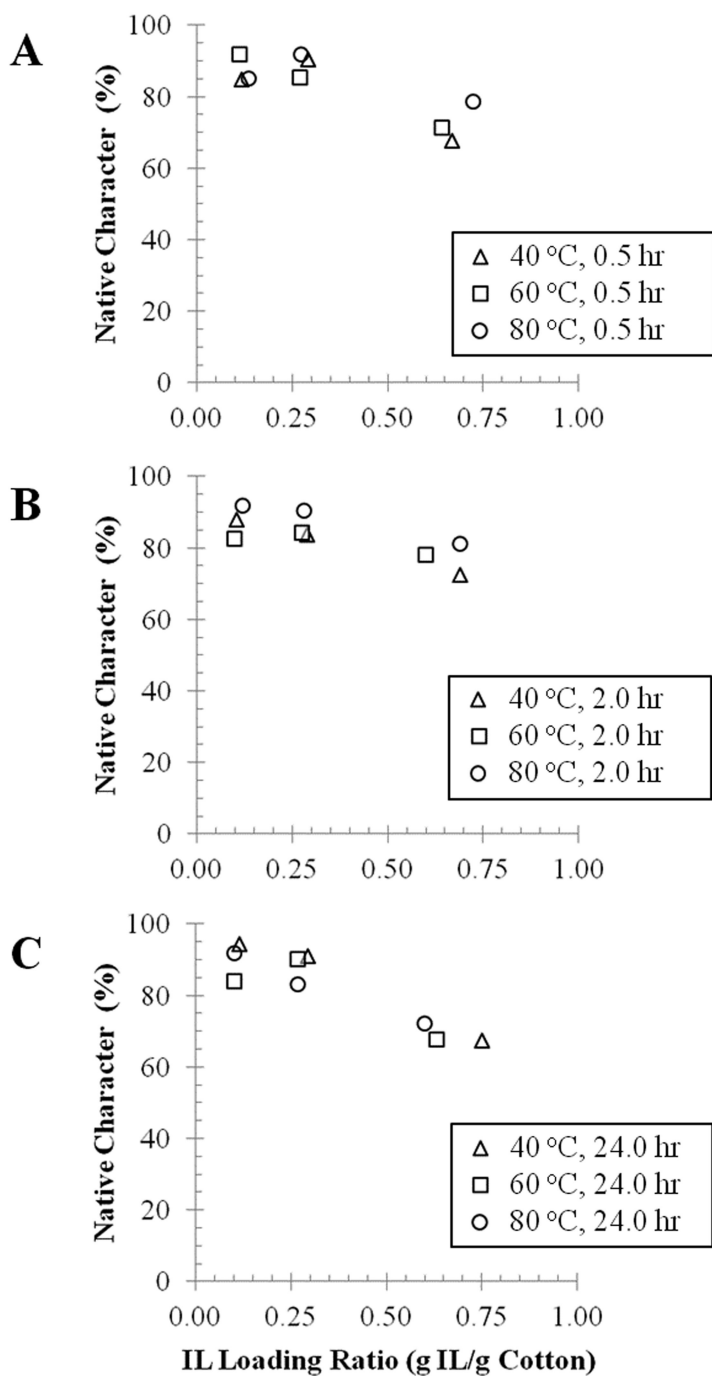 A
Native Character (%)
100
80
60
40
20
0
0.00 0.25 0.50 0.75 1.00
40 °C, 0.5 hr
60 °C, 0.5 hr
80 °C, 0.5 hr
B
Native Character (%)
100
80
60
40
20
0
0.00 0.25 0.50 0.75 1.00
40 °C, 2.0 hr
60 °C, 2.0 hr
80 °C, 2.0 hr
C
Native Character (%)
100
80
60
40
20
0
0.00 0.25 0.50 0.75 1.00
40 °C, 24.0 hr
60 °C, 24.0 hr
80 °C, 24.0 hr
IL Loading Ratio (g IL/g Cotton)